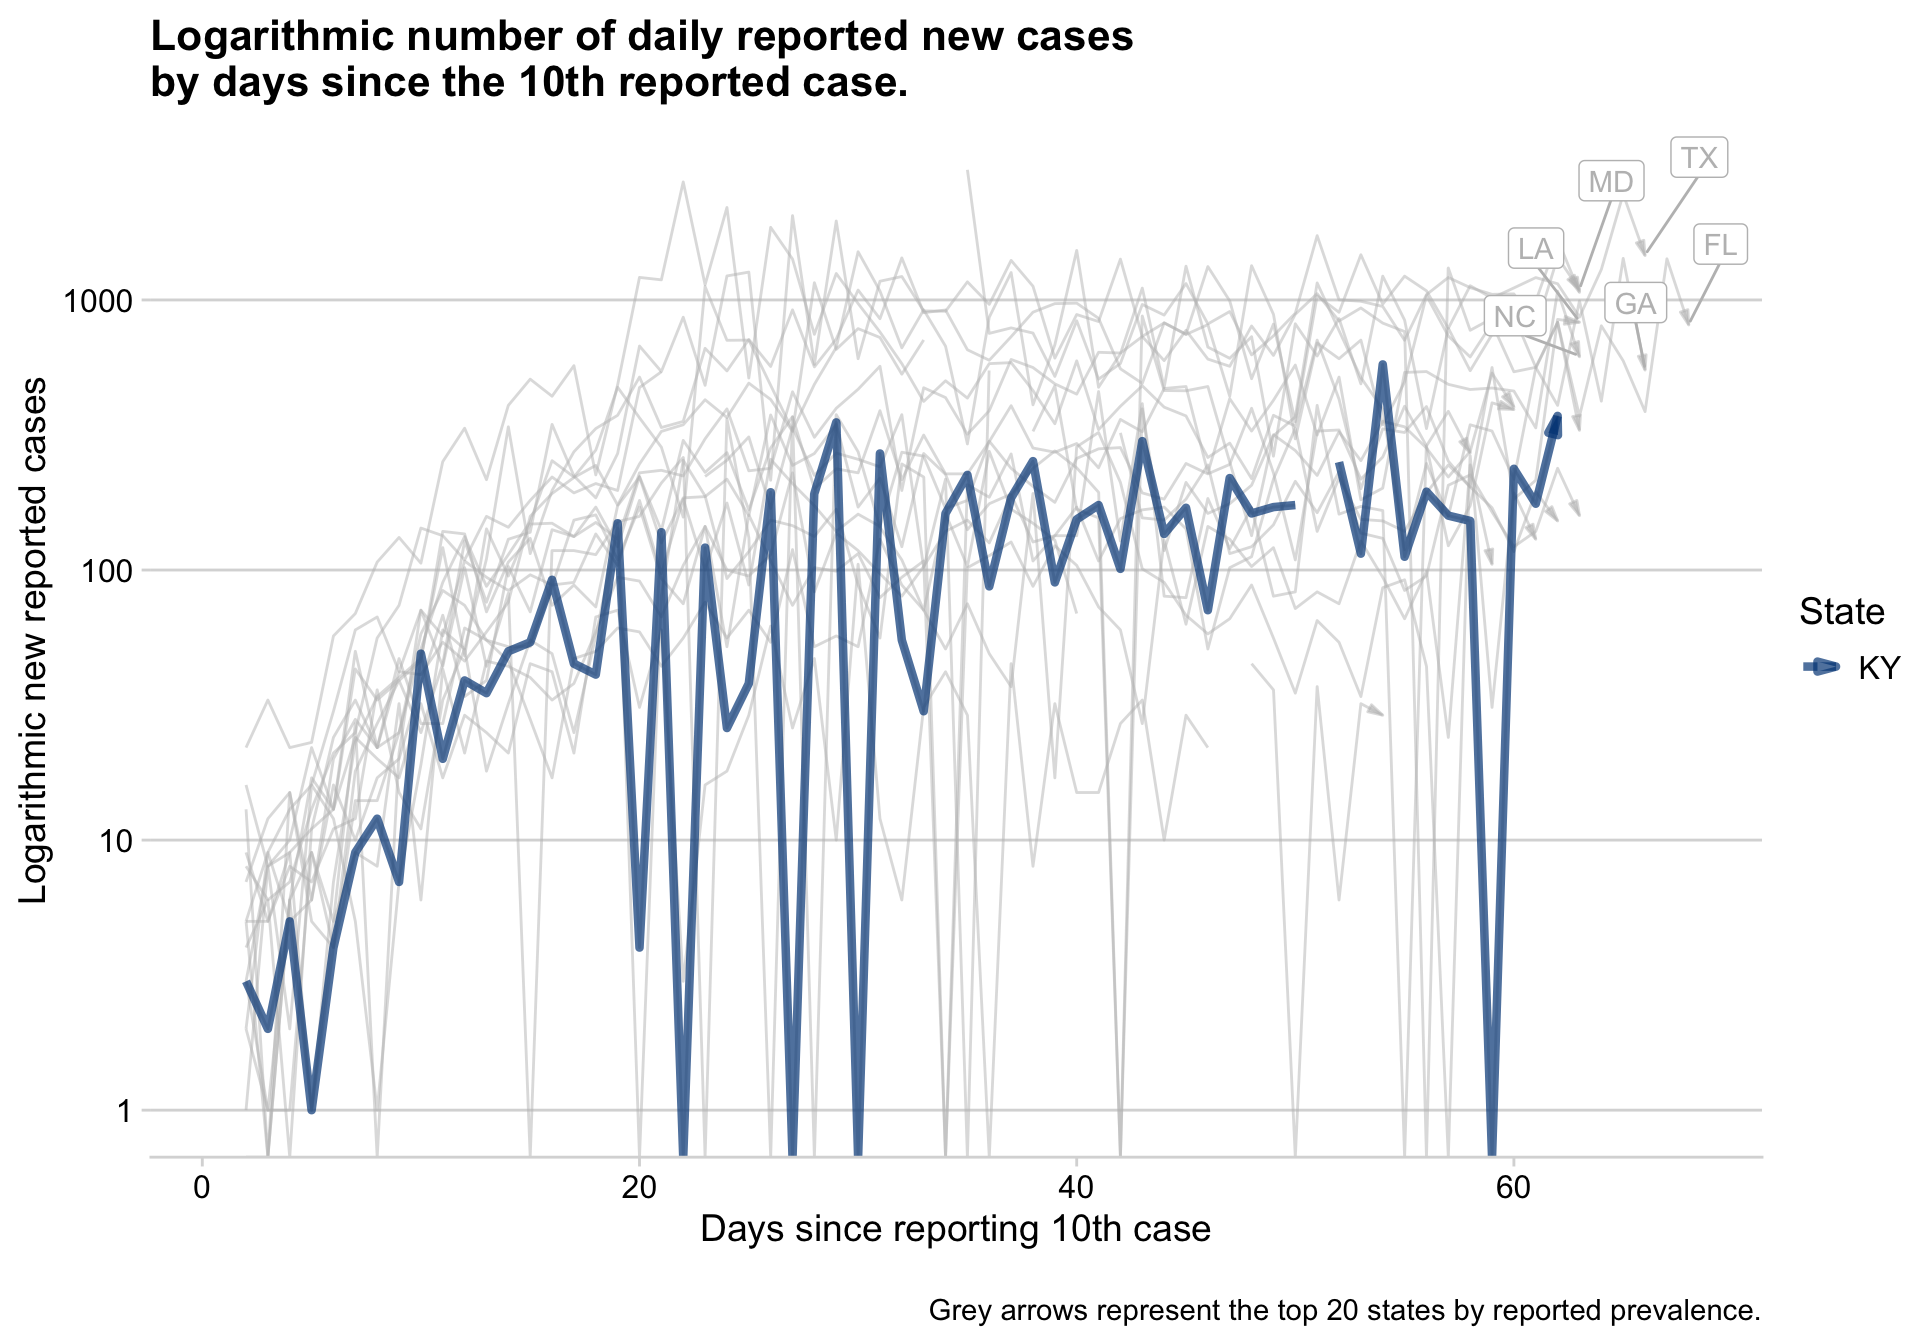 Logarithmic number of daily reported new cases
by days since the 10th reported case.
Logarithmic new reported cases
1000
100
10
1
TX
MD
FL
LA
GA
NC
State
KY
0
20
40
60
Days since reporting 10th case
Grey arrows represent the top 20 states by reported prevalence.